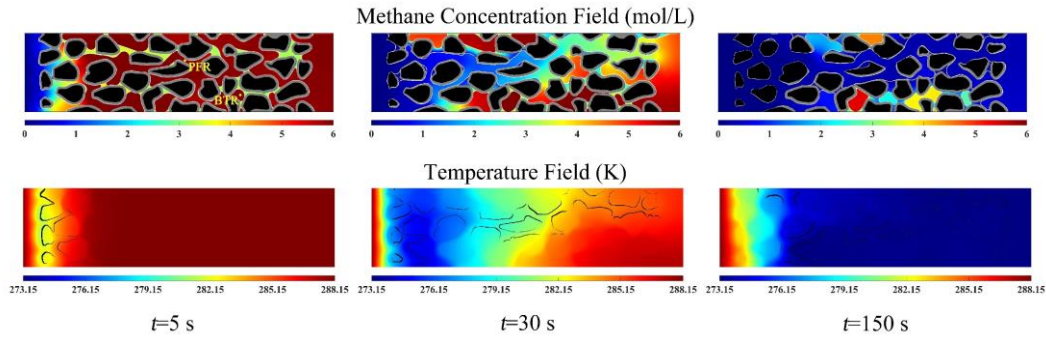 Methane Concentration Field (mol/L)
PFR
BTR
0 1 2 3 4 5 6
0 1 2 3 4 5 6
0 1 2 3 4 5 6
Temperature Field (K)
273.15 276.15 279.15 282.15 285.15 288.15
273.15 276.15 279.15 282.15 285.15 288.15
273.15 276.15 279.15 282.15 285.15 288.15
t=5 s
t=30 s
t=150 s